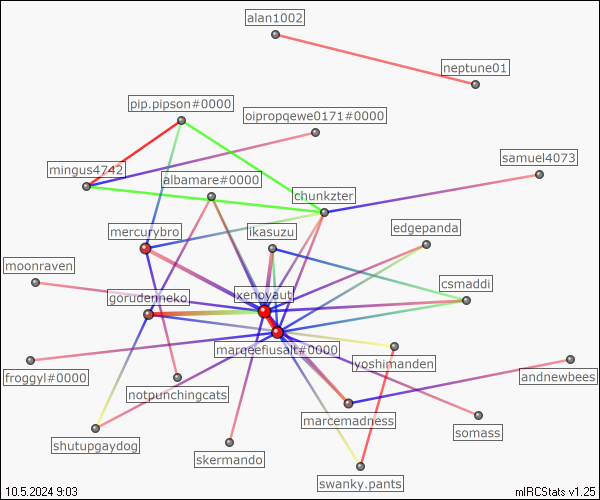 alan1002
neptune01
pip.pipson#0000
oipropqewe0171#0000
samuel4073
mingus4742
albamare#0000
chunkzter
mercurybro
ikasuzu
edgepanda
moonraven
csmaddi
gorudenneko
xenoyaut
marqeefiusalt#0000
yoshimanden
froggyl#0000
notpunchingcats
andnewbees
marcemadness
somass
shutupgaydog
skermando
swanky.pants
10.5.2024 9:03
mIRCStats v1.25